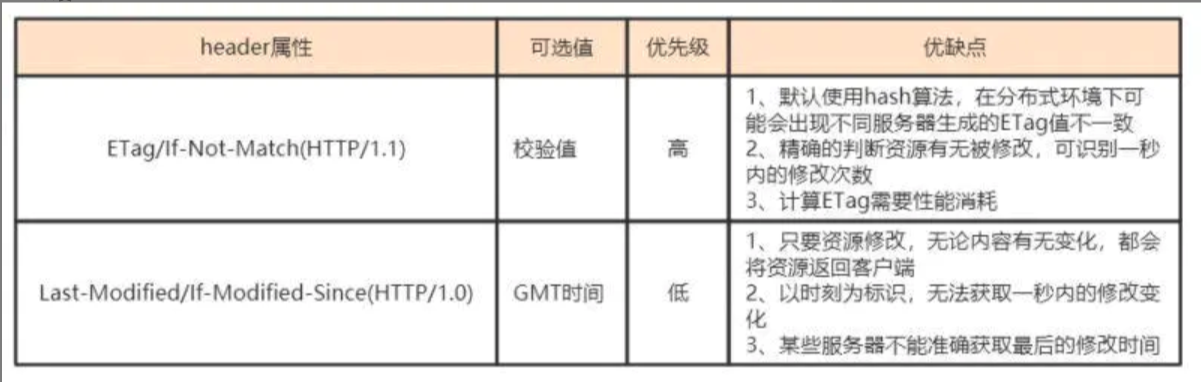 header属性 可选值 优先级 优缺点
ETag/If-Not-Match(HTTP/1.1) 校验值 高
1、默认使用hash算法，在分布式环境下可
能会出现不同服务器生成的ETag值不一致
2、精确的判断资源有无被修改，可识别一秒
内的修改次数
3、计算ETag需要性能消耗
Last-Modified/If-Modified-Since(HTTP/1.0) GMT时间 低
1、只要资源修改，无论内容有无变化，都会
将资源返回客户端
2、以时刻为标识，无法获取一秒内的修改变
化
3、某些服务器不能准确获取最后的修改时间